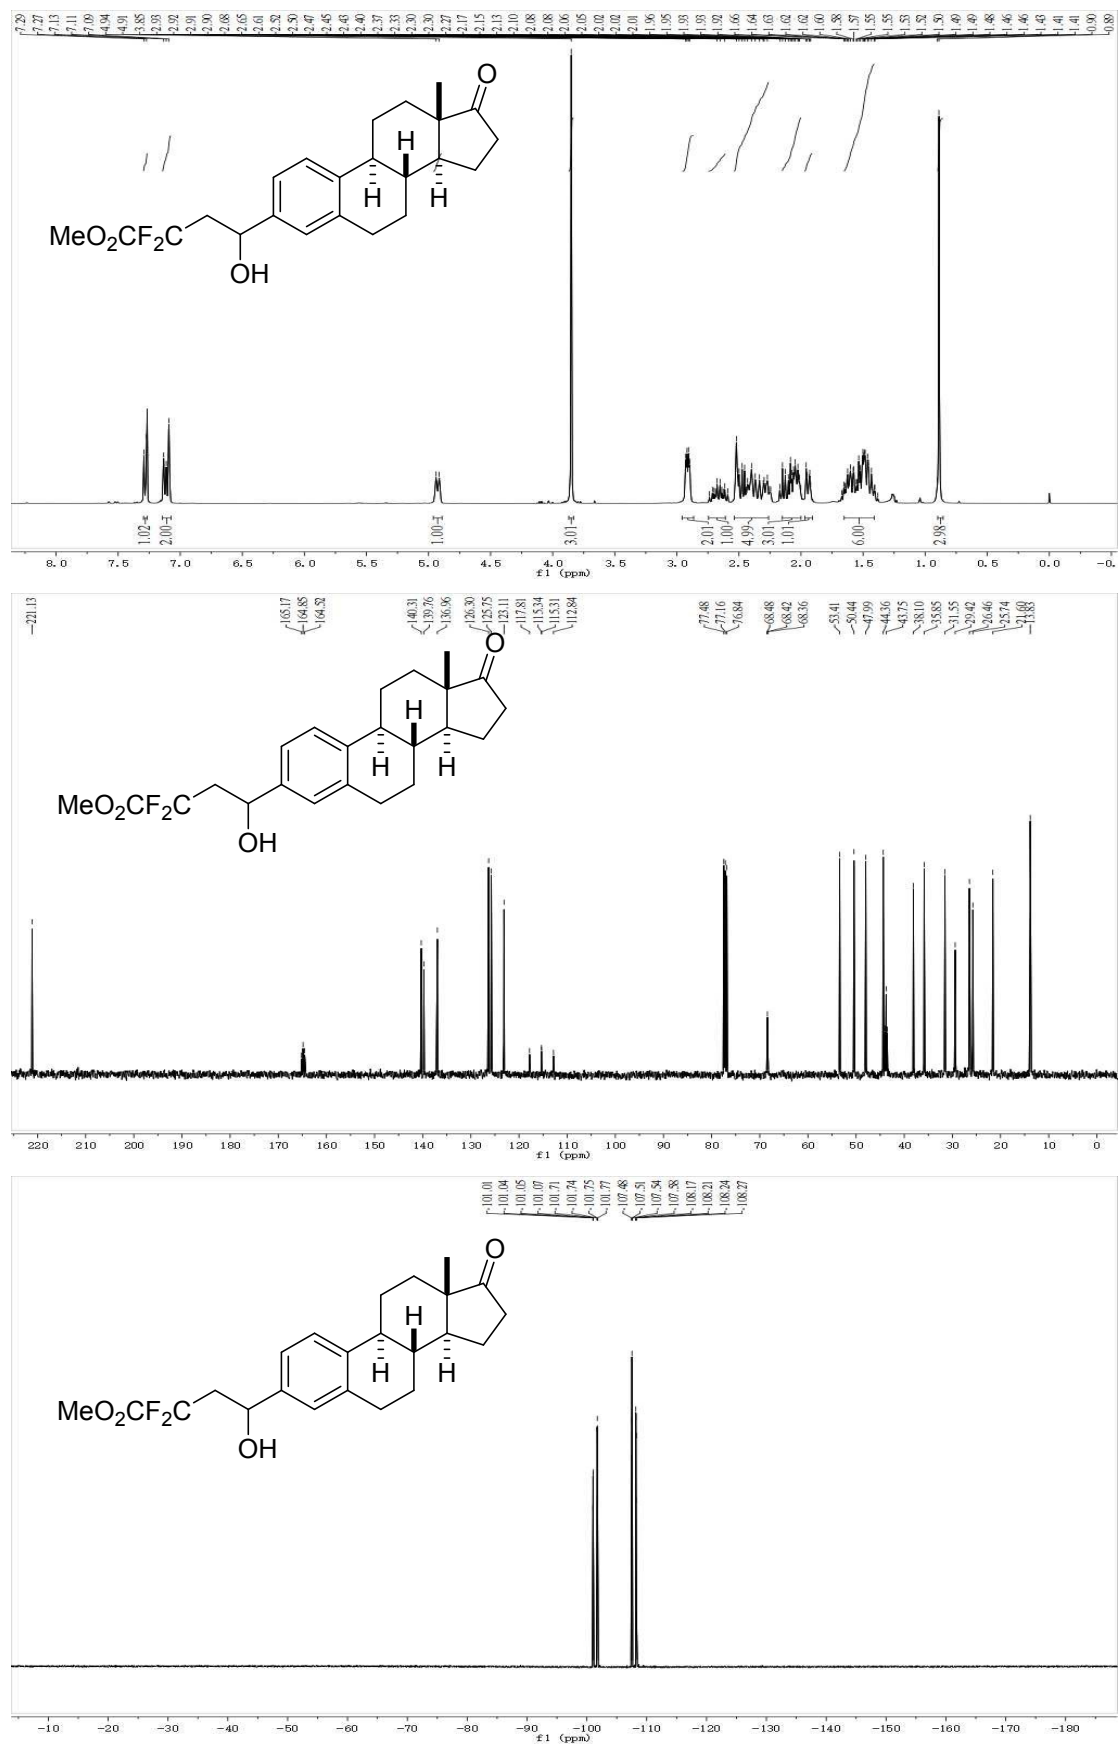 7.29 7.27 7.13 7.11 7.09 4.94 4.91 3.85 2.93 2.92 2.91 2.90 2.68 2.65 2.61 2.52 2.50 2.47 2.45 2.43 2.40 2.37 2.33 2.30 2.30 2.27 2.17 2.15 2.13 2.10 2.08 2.08 2.06 2.05 2.02 2.02 2.01 1.96 1.95 1.93 1.93 1.92 1.66 1.64 1.63 1.62 1.62 1.60 1.58 1.57 1.55 1.55 1.53 1.52 1.50 1.49 1.49 1.48 1.46 1.46 1.43 1.41 1.41 0.90 0.89
O
H
H
H
MeO₂CF₂C
OH
1.02 2.00 1.00 3.01 2.01 1.00 4.99 3.01 1.01 6.00 2.98
8.0 7.5 7.0 6.5 6.0 5.5 5.0 4.5 4.0 3.5 3.0 2.5 2.0 1.5 1.0 0.5 0.0 -0.
f1 (ppm)
221.13 165.17 164.85 164.52 140.31 139.76 136.96 126.30 125.75 123.11 117.81 115.34 115.31 112.84 77.48 77.16 76.84 68.48 68.42 68.36 53.41 50.44 47.99 44.36 43.75 38.10 35.85 31.55 29.42 26.46 25.74 21.60 13.83
O
H
H
H
MeO₂CF₂C
OH
220 210 200 190 180 170 160 150 140 130 120 110 100 90 80 70 60 50 40 30 20 10 0
f1 (ppm)
-101.01 -101.04 -101.05 -101.07 -101.71 -101.74 -101.75 -101.77 -107.48 -107.51 -107.54 -107.58 -108.17 -108.21 -108.24 -108.27
O
H
H
H
MeO₂CF₂C
OH
-10 -20 -30 -40 -50 -60 -70 -80 -90 -100 -110 -120 -130 -140 -150 -160 -170 -180
f1 (ppm)